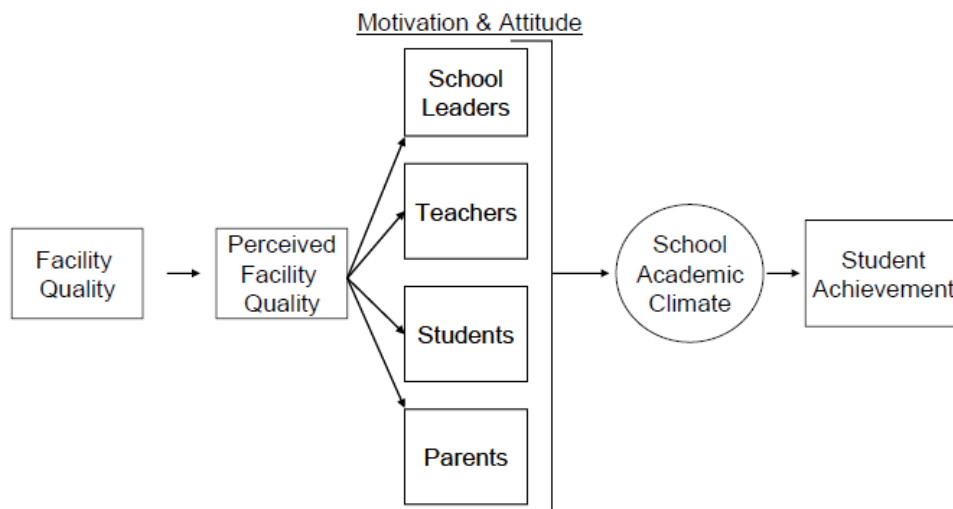 Motivation & Attitude
School
Leaders
Teachers
Students
Parents
Facility
Quality
Perceived
Facility
Quality
School
Academic
Climate
Student
Achievement